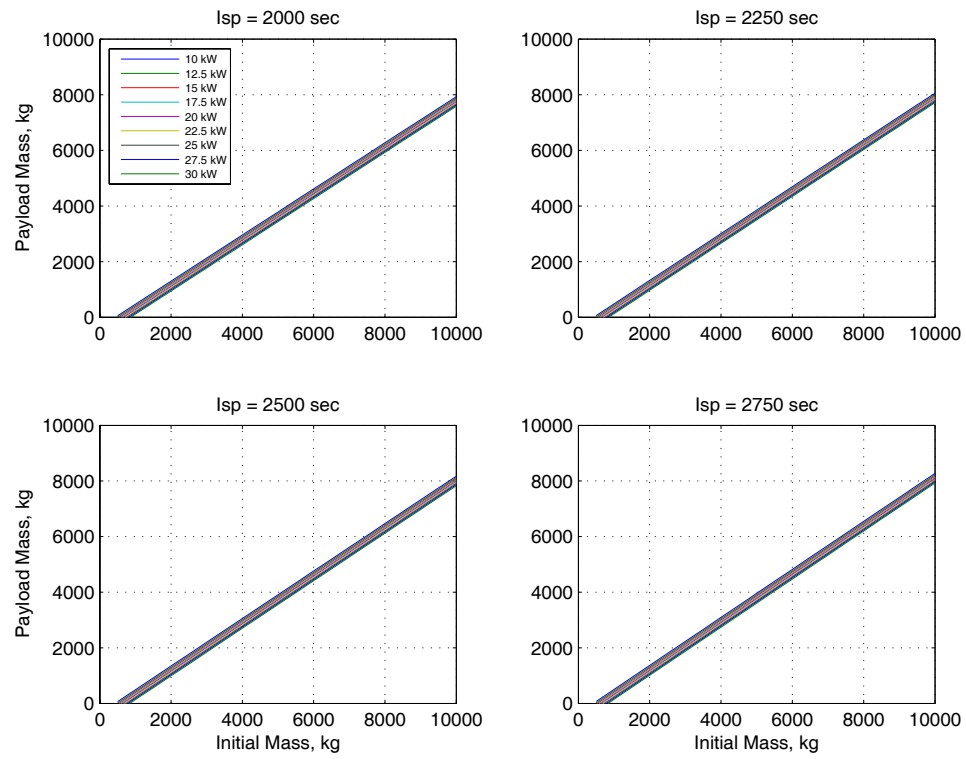 Isp = 2000 sec
10000
8000
6000
4000
2000
0
Payload Mass, kg
10 kW
12.5 kW
15 kW
17.5 kW
20 kW
22.5 kW
25 kW
27.5 kW
30 kW
0 2000 4000 6000 8000 10000
Isp = 2250 sec
10000
8000
6000
4000
2000
0
0 2000 4000 6000 8000 10000
Isp = 2500 sec
10000
8000
6000
4000
2000
0
Payload Mass, kg
0 2000 4000 6000 8000 10000
Initial Mass, kg
Isp = 2750 sec
10000
8000
6000
4000
2000
0
0 2000 4000 6000 8000 10000
Initial Mass, kg